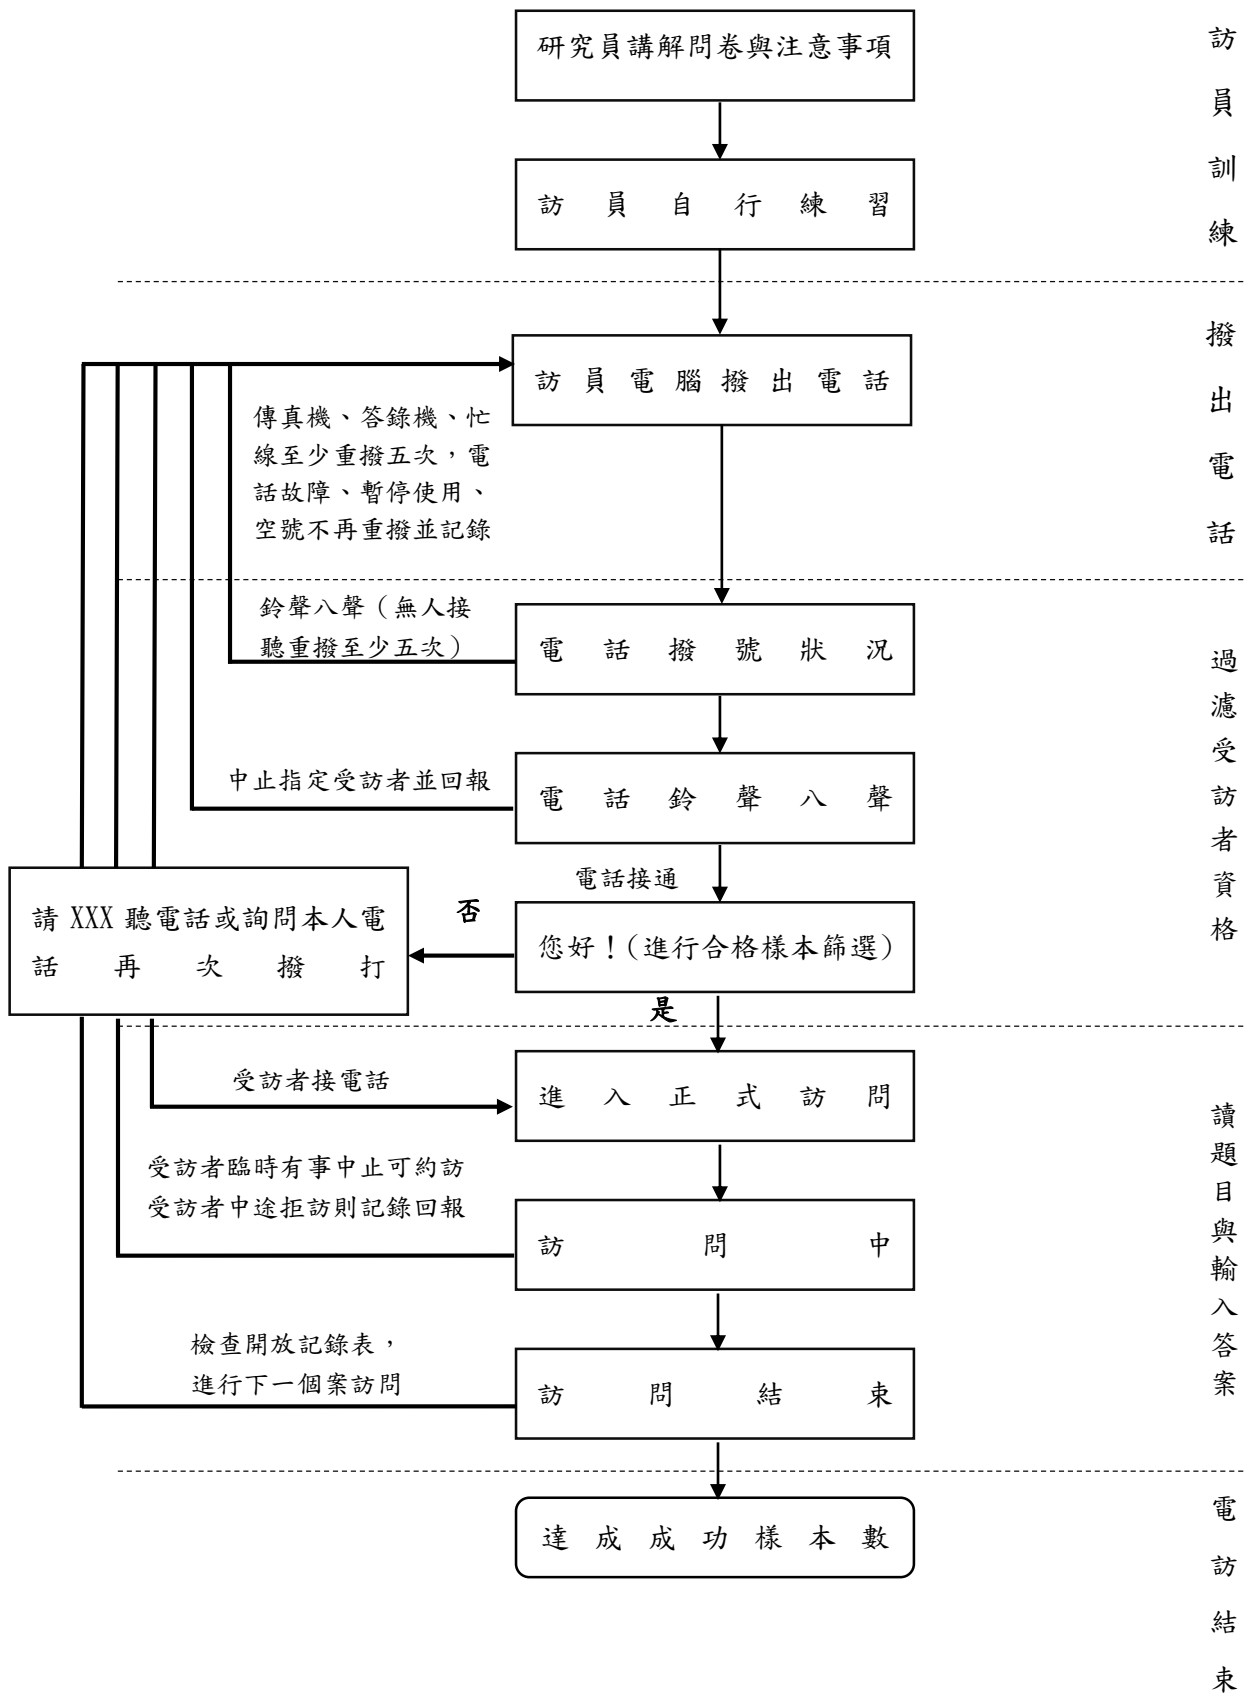 研究員講解問卷與注意事項
訪員自行練習
訪員訓練
訪員電腦撥出電話
傳真機、答錄機、忙
線至少重撥五次，電
話故障、暫停使用、
空號不再重撥並記錄
撥出電話
鈴聲八聲（無人接
聽重撥至少五次）
電話撥號狀況
中止指定受訪者並回報
電話鈴聲八聲
電話接通
請 XXX 聽電話或詢問本人電
話再次撥打
否
您好！（進行合格樣本篩選）
是
過濾受訪者資格
受訪者接電話
進入正式訪問
受訪者臨時有事中止可約訪
受訪者中途拒訪則記錄回報
訪問中
檢查開放記錄表，
進行下一個案訪問
訪問結束
讀題目與輸入答案
達成成功樣本數
電訪結束